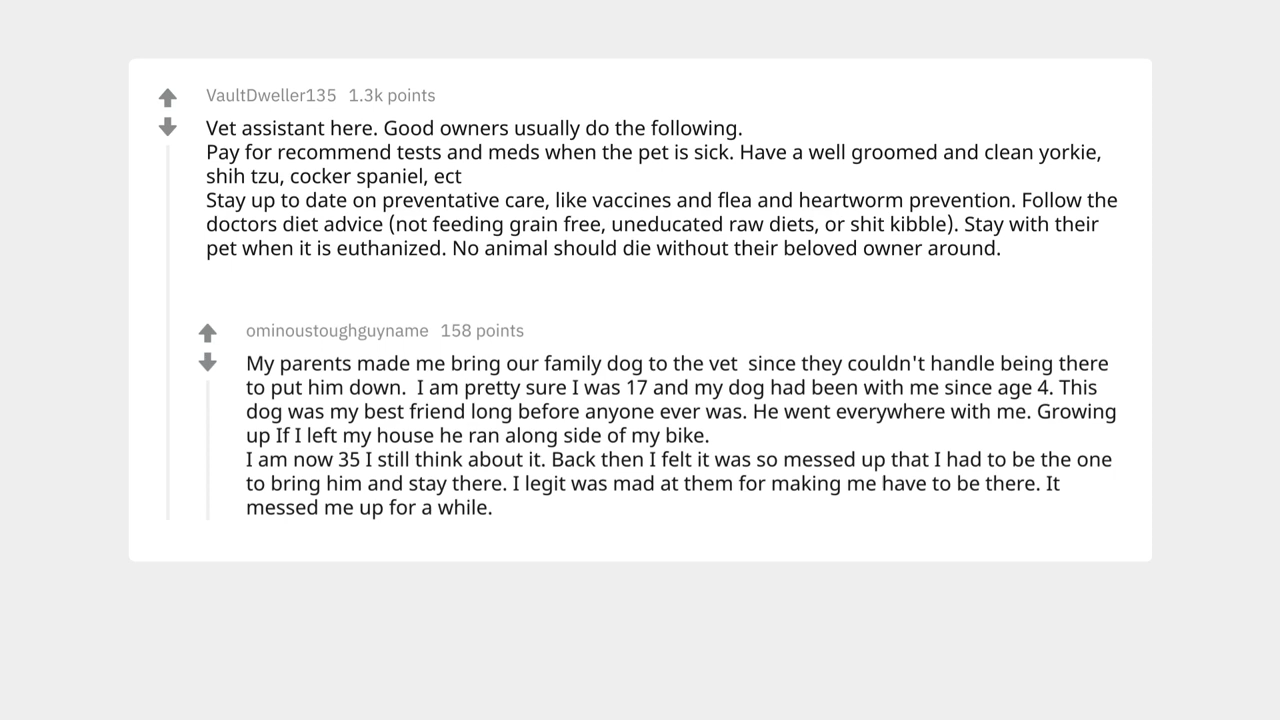 VaultDweller135 1.3k points
Vet assistant here. Good owners usually do the following.
Pay for recommend tests and meds when the pet is sick. Have a well groomed and clean yorkie,
shih tzu, cocker spaniel, ect
Stay up to date on preventative care, like vaccines and flea and heartworm prevention. Follow the
doctors diet advice (not feeding grain free, uneducated raw diets, or shit kibble). Stay with their
pet when it is euthanized. No animal should die without their beloved owner around.
ominoustoughguyname 158 points
My parents made me bring our family dog to the vet  since they couldn't handle being there
to put him down.  I am pretty sure I was 17 and my dog had been with me since age 4. This
dog was my best friend long before anyone ever was. He went everywhere with me. Growing
up If I left my house he ran along side of my bike.
I am now 35 I still think about it. Back then I felt it was so messed up that I had to be the one
to bring him and stay there. I legit was mad at them for making me have to be there. It
messed me up for a while.